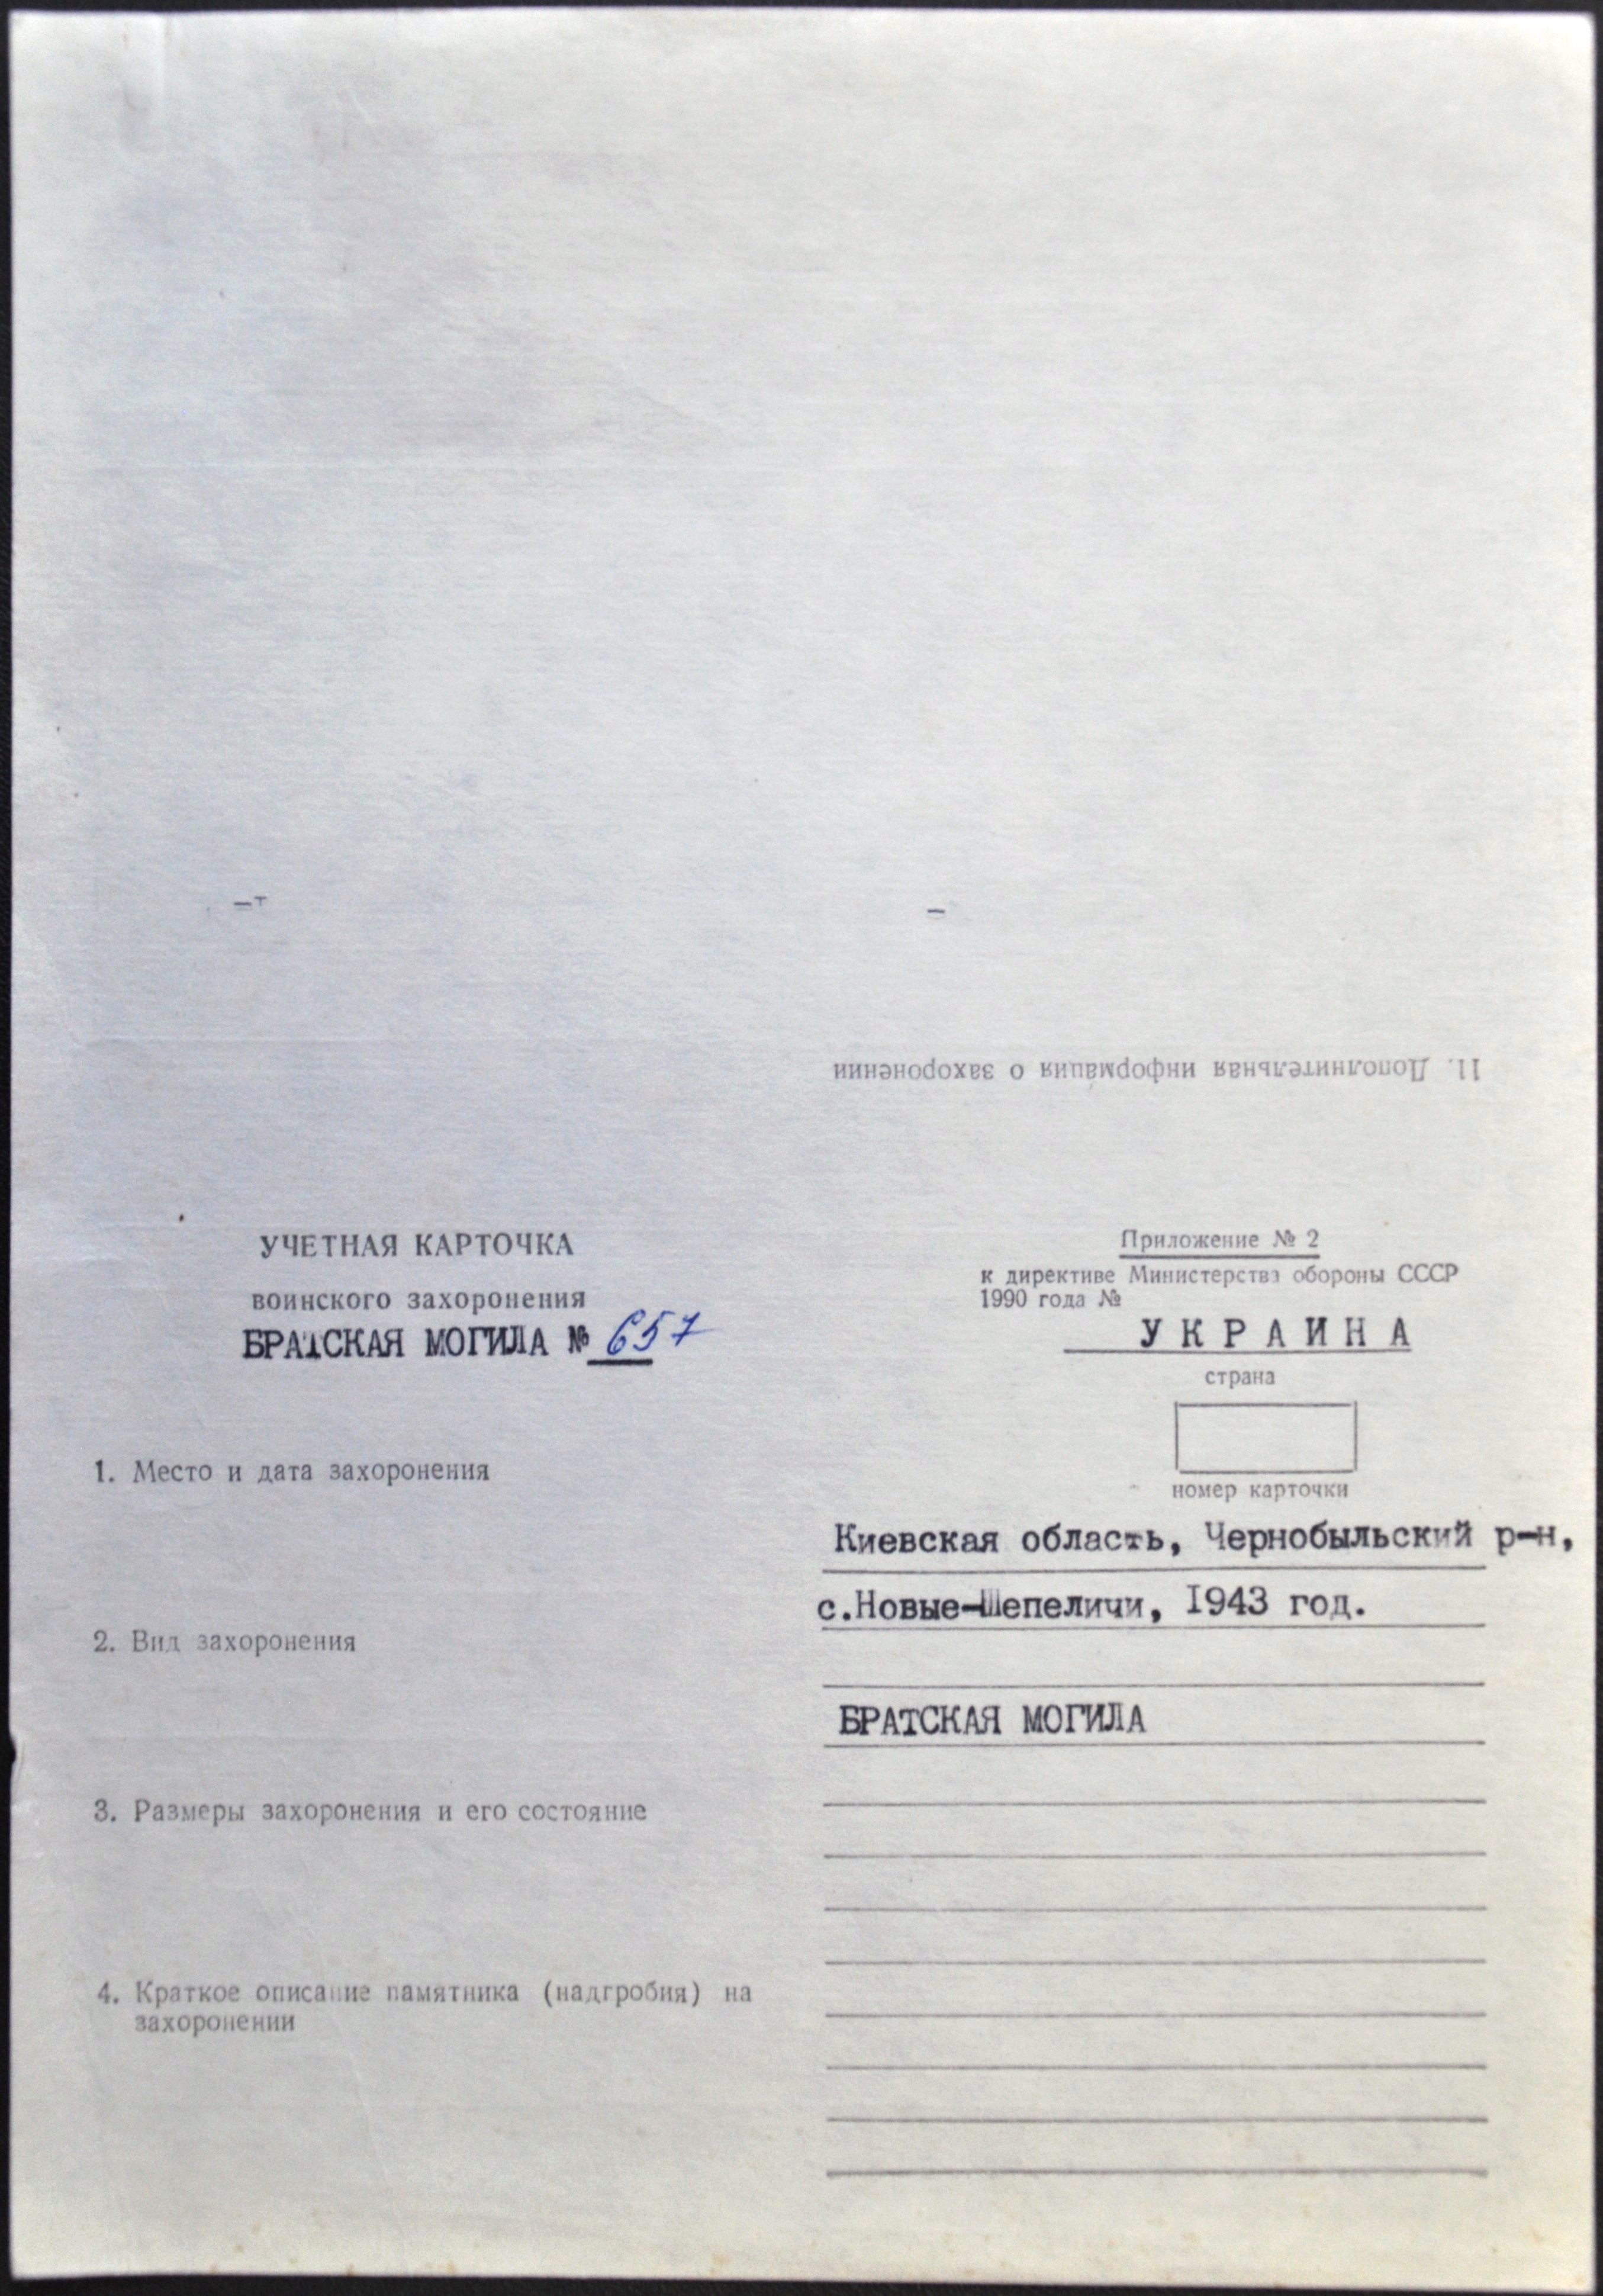 11. Дополнительная информация о захоронении
УЧЕТНАЯ КАРТОЧКА
воинского захоронения
БРАТСКАЯ МОГИЛА № 657
Приложение № 2
к директиве Министерства обороны СССР
1990 года №
УКРАИНА
страна
номер карточки
1. Место и дата захоронения
Киевская область, Чернобыльский р-н,
с.Новые-Шепеличи, 1943 год.
2. Вид захоронения
БРАТСКАЯ МОГИЛА
3. Размеры захоронения и его состояние
4. Краткое описание памятника (надгробия) на
захоронении